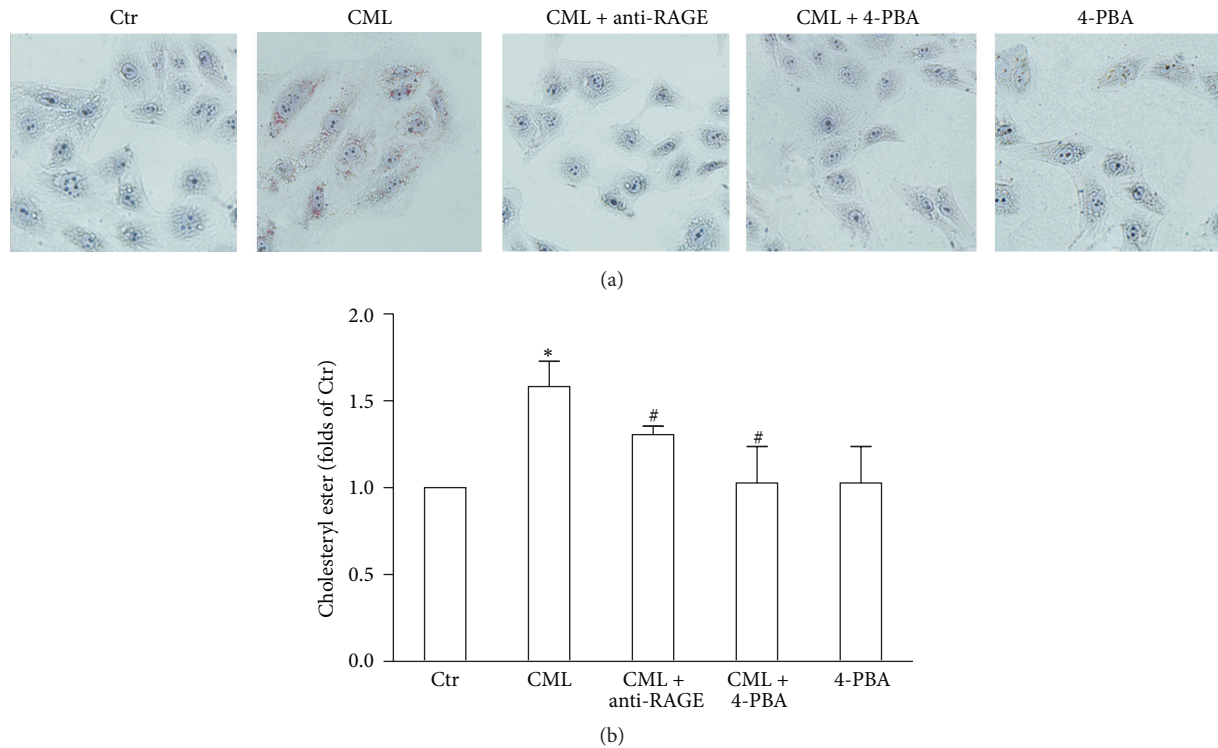 Ctr
CML
CML + anti-RAGE
CML + 4-PBA
4-PBA
(a)
Cholesteryl ester (folds of Ctr)
2.0
1.5
1.0
0.5
0.0
*
#
#
Ctr
CML
CML +
anti-RAGE
CML +
4-PBA
4-PBA
(b)